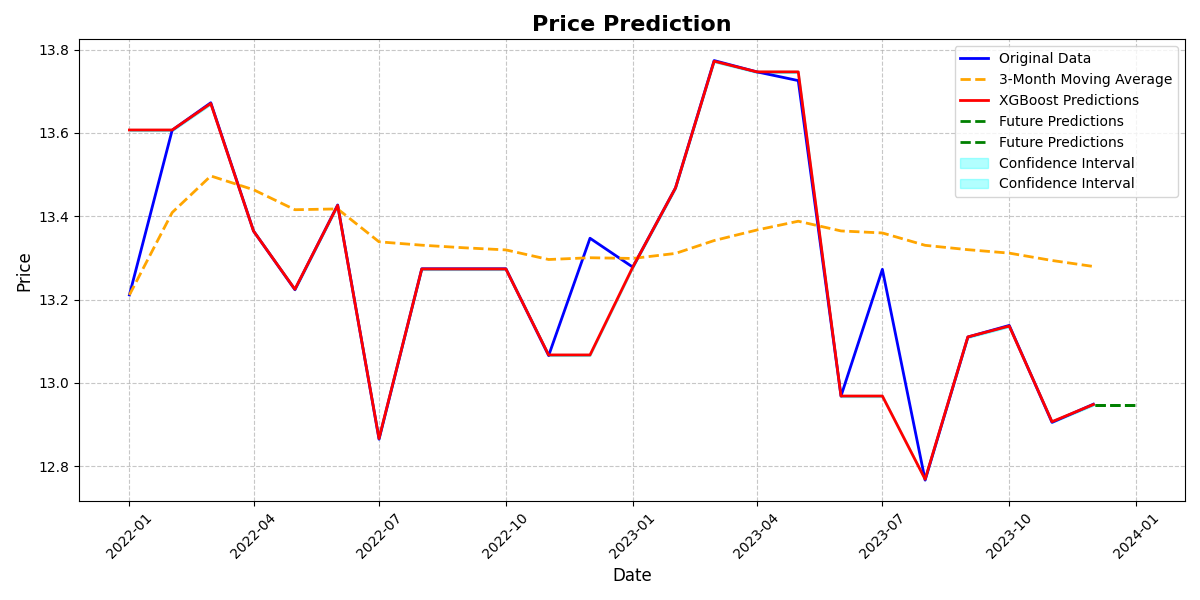 Price Prediction
13.8
13.6
13.4
13.2
13.0
12.8
Price
Original Data
3-Month Moving Average
XGBoost Predictions
Future Predictions
Future Predictions
Confidence Interval
Confidence Interval
2022-01
2022-04
2022-07
2022-10
2023-01
2023-04
2023-07
2023-10
2024-01
Date